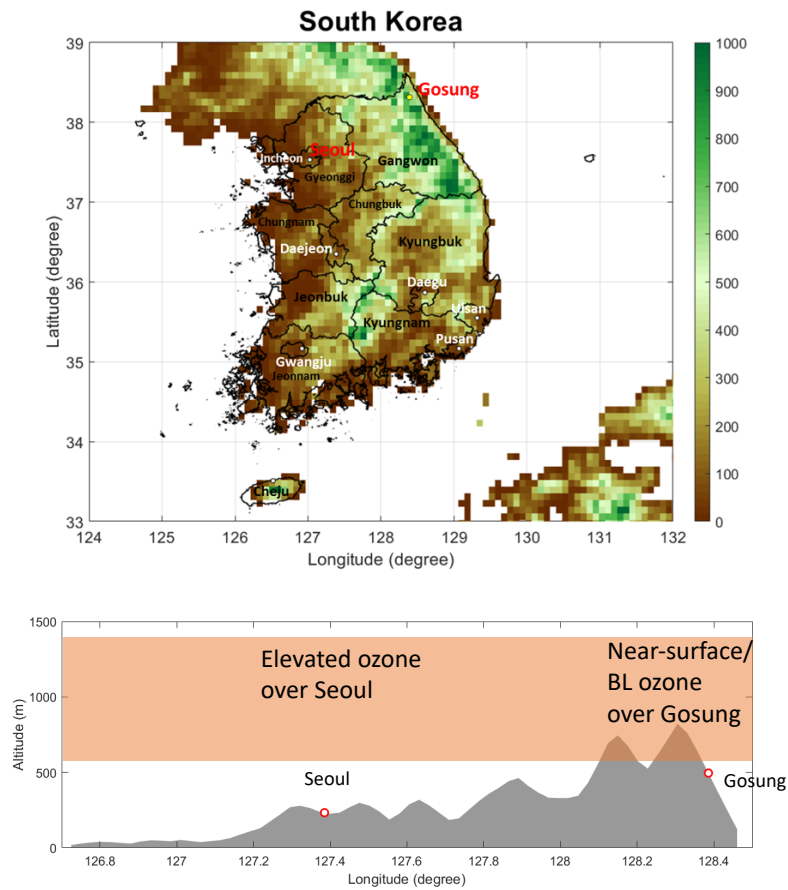 South Korea
39
38
37
36
35
34
33
Latitude (degree)
124
125
126
127
128
129
130
131
132
Longitude (degree)
1000
900
800
700
600
500
400
300
200
100
0
Gosung
Seoul
Incheon
Gangwon
Gyeonggi
Chungbuk
Chungnam
Kyungbuk
Daejeon
Daegu
Jeonbuk
Ulsan
Kyungnam
Pusan
Gwangju
Jeonnam
Cheju
1500
1000
500
0
Altitude (m)
Elevated ozone
over Seoul
Near-surface/
BL ozone
over Gosung
Seoul
Gosung
126.8
127
127.2
127.4
127.6
127.8
128
128.2
128.4
Longitude (degree)